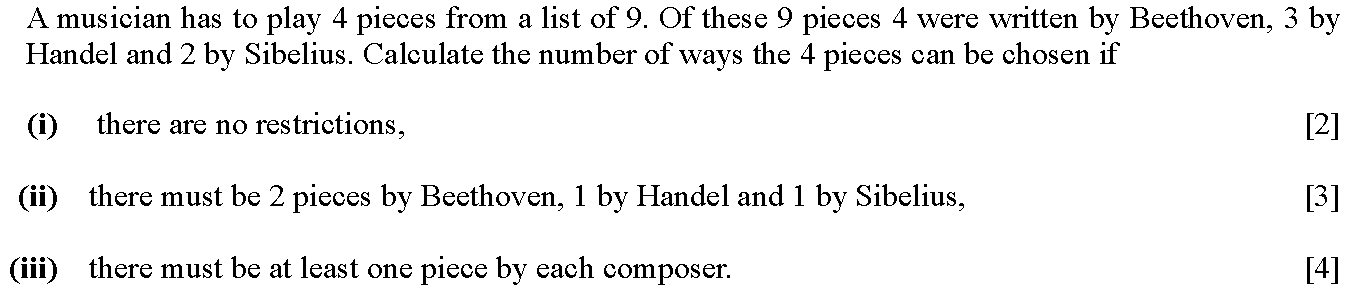 A musician has to play 4 pieces from a list of 9. Of these 9 pieces 4 were written by Beethoven, 3 by
Handel and 2 by Sibelius. Calculate the number of ways the 4 pieces can be chosen if
(i) there are no restrictions, [2]
(ii) there must be 2 pieces by Beethoven, 1 by Handel and 1 by Sibelius, [3]
(iii) there must be at least one piece by each composer. [4]